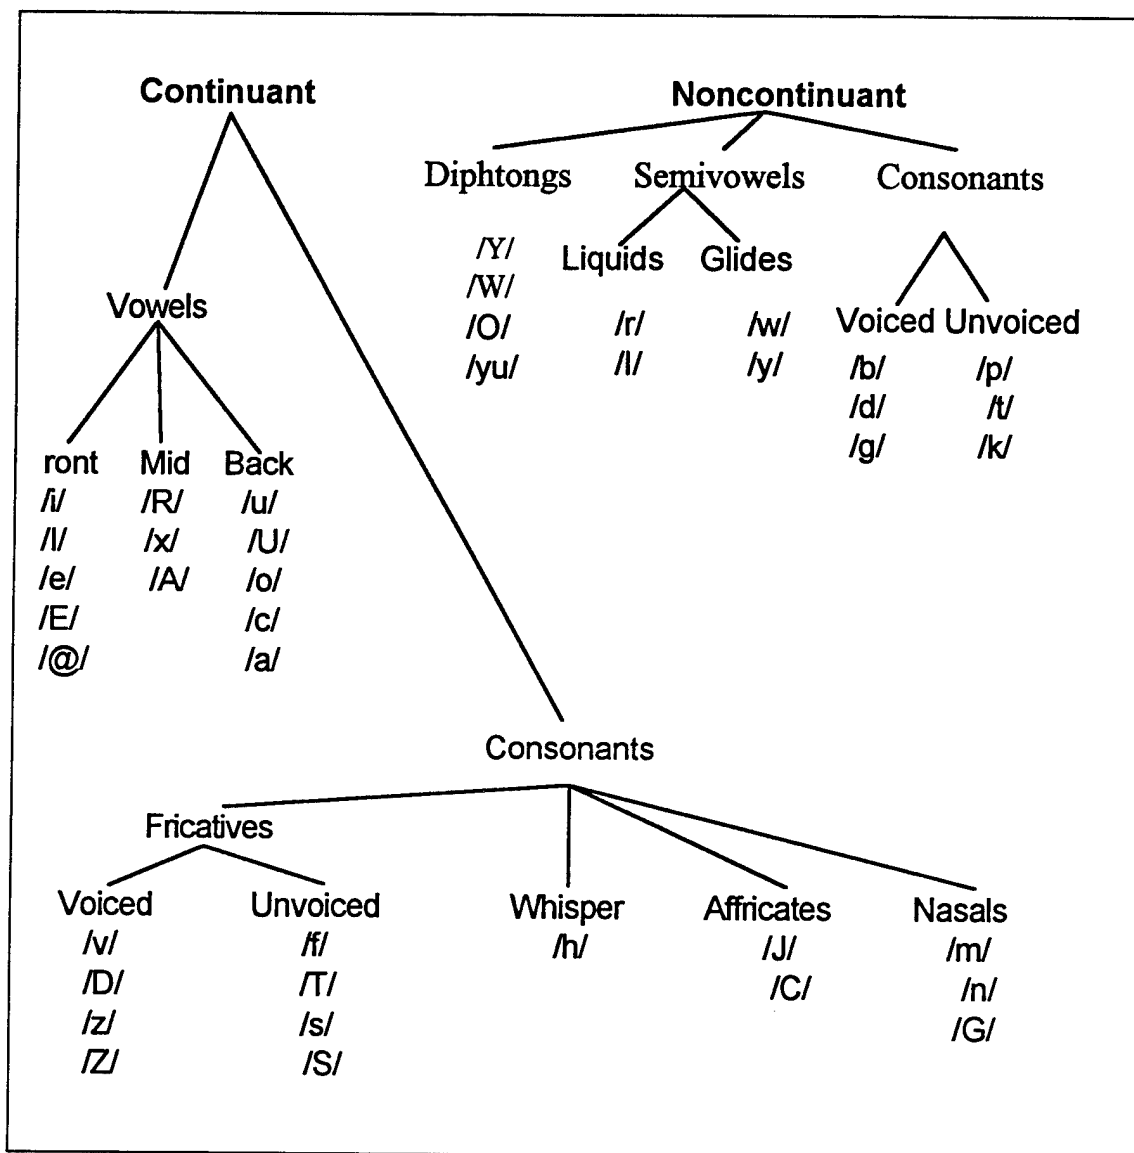 Continuant
Noncontinuant
Diphtongs Semivowels Consonants
/Y/
/W/
/O/
/yu/
Liquids Glides
/r/ /w/
/l/ /y/
Voiced Unvoiced
/b/ /p/
/d/ /t/
/g/ /k/
Vowels
ront Mid Back
/i/ /R/ /u/
/I/ /x/ /U/
/e/ /A/ /o/
/E/ /c/
/@/ /a/
Consonants
Fricatives
Voiced Unvoiced Whisper Affricates Nasals
/v/ /f/ /h/ /J/ /m/
/D/ /T/ /C/ /n/
/z/ /s/ /G/
/Z/ /S/